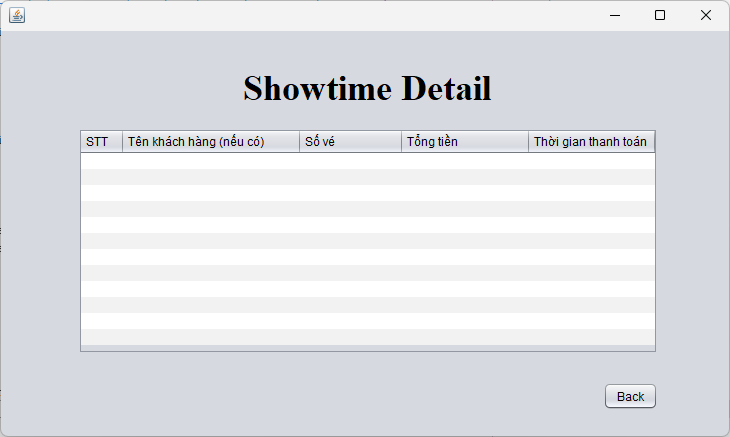 Showtime Detail
STT Tên khách hàng (nếu có) Số vé Tổng tiền Thời gian thanh toán
Back